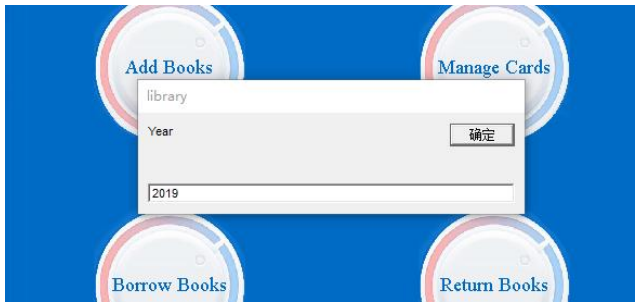 Add Books
Manage Cards
library
Year
确定
2019
Borrow Books
Return Books